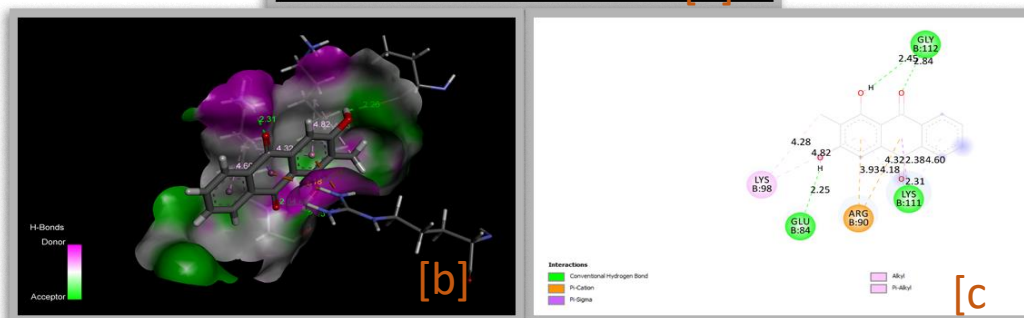 2.31
4.82
4.32
H-Bonds
Donor
Acceptor
[b]
GLY
B:112
2.45
2.84
H
O
O
4.28
4.82
H
4.32
2.38
4.60
3.93
4.18
O
2.31
2.25
LYS
B:98
GLU
B:84
ARG
B:90
LYS
B:111
Interactions
Conventional Hydrogen Bond
Pi-Cation
Pi-Sigma
Alkyl
Pi-Alkyl
[c